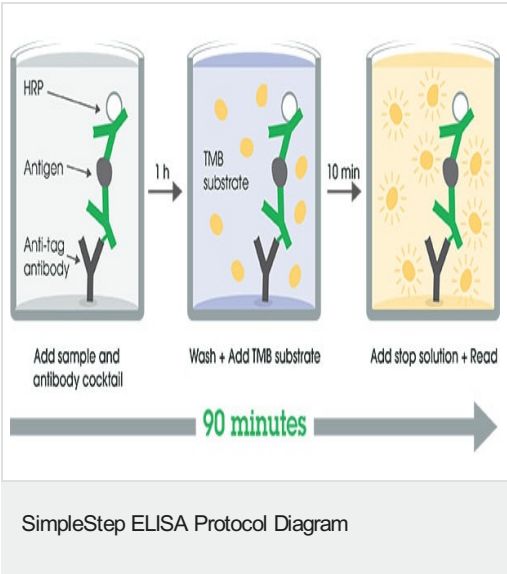 HRP
Antigen
Anti-tag
antibody
1 h
TMB
substrate
10 min
Add sample and
antibody cocktail
Wash + Add TMB substrate
Add stop solution + Read
90 minutes
SimpleStep ELISA Protocol Diagram